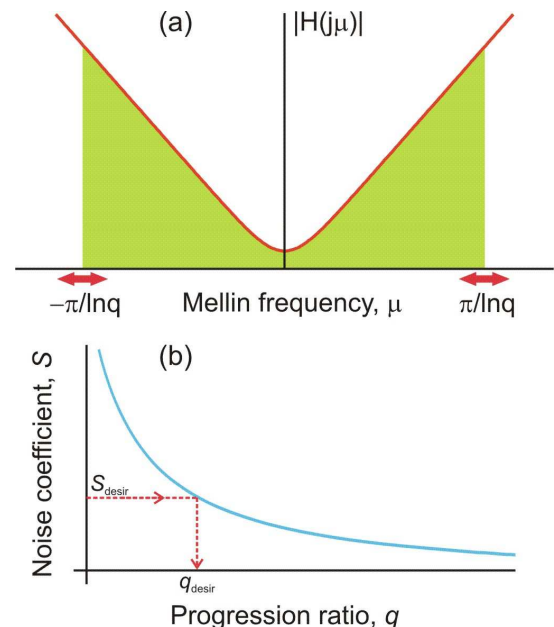 (a)
|H(jμ)|
−π/lnq
Mellin frequency, μ
π/lnq
(b)
Noise coefficient, S
S_desir
q_desir
Progression ratio, q